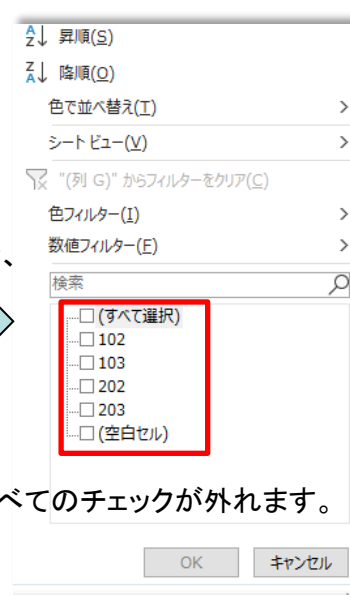 昇順(S)
降順(O)
色で並べ替え(T)
シート ビュー(V)
"(列 G)" からフィルターをクリア(C)
色フィルター(I)
数値フィルター(F)
、
検索
(すべて選択)
102
103
202
203
(空白セル)
べてのチェックが外れます。
OK
キャンセル